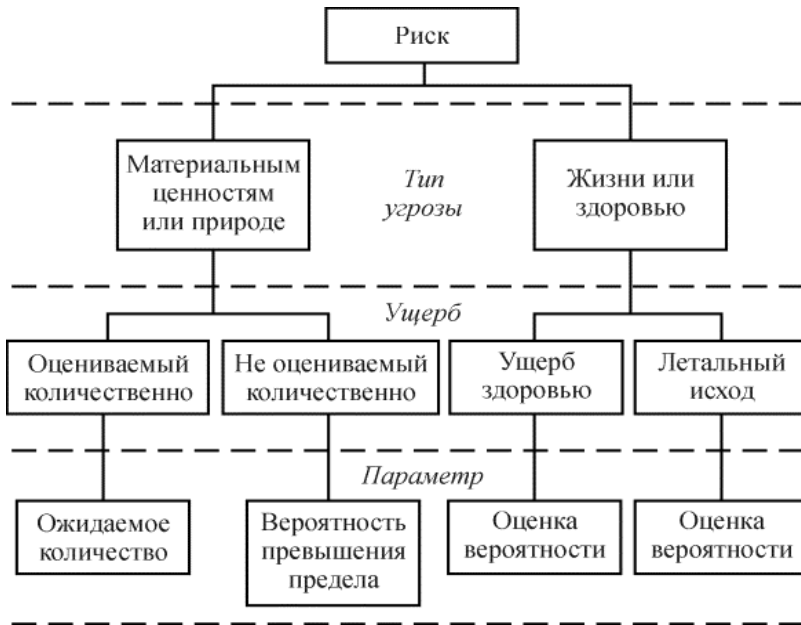 Риск
Материальным
ценностям
или природе
Тип
угрозы
Жизни или
здоровью
Ущерб
Оцениваемый
количественно
Не оцениваемый
количественно
Ущерб
здоровью
Летальный
исход
Параметр
Ожидаемое
количество
Вероятность
превышения
предела
Оценка
вероятности
Оценка
вероятности